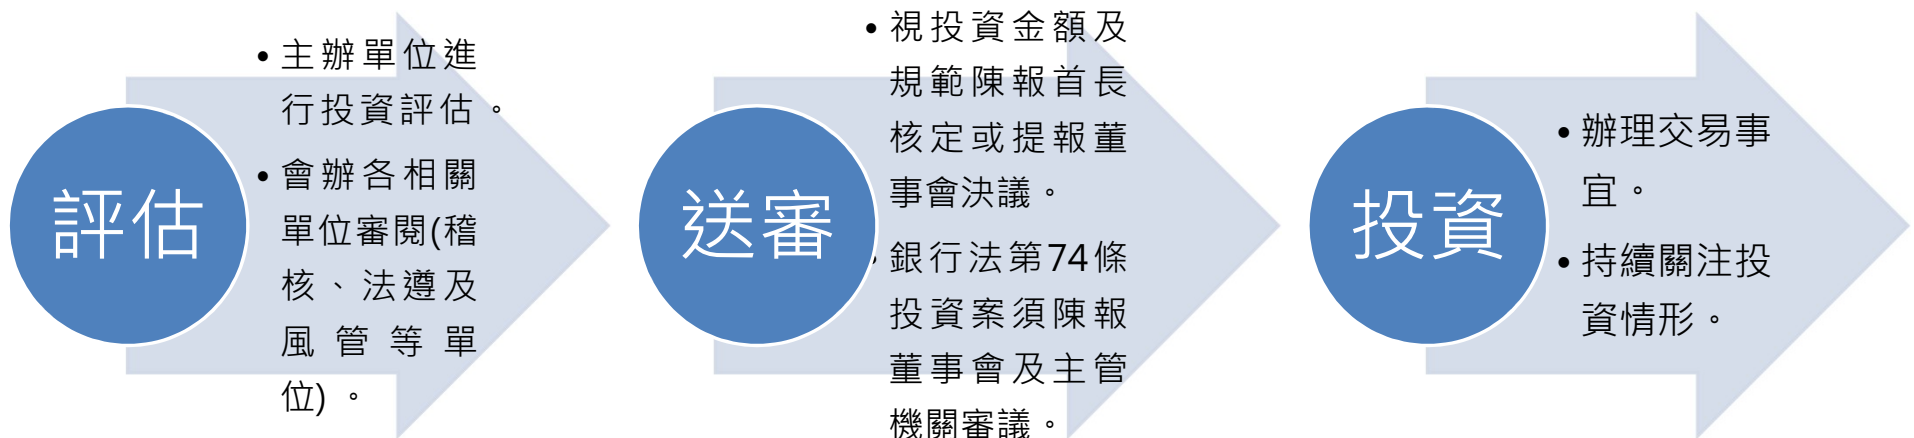 評估
• 主辦單位進
行投資評估。
• 會辦各相關
單位審閱(稽
核、法遵及
風管等單
位)。
送審
• 視投資金額及
規範陳報首長
核定或提報董
事會決議。
• 銀行法第74條
投資案須陳報
董事會及主管
機關審議。
投資
• 辦理交易事
宜。
• 持續關注投
資情形。